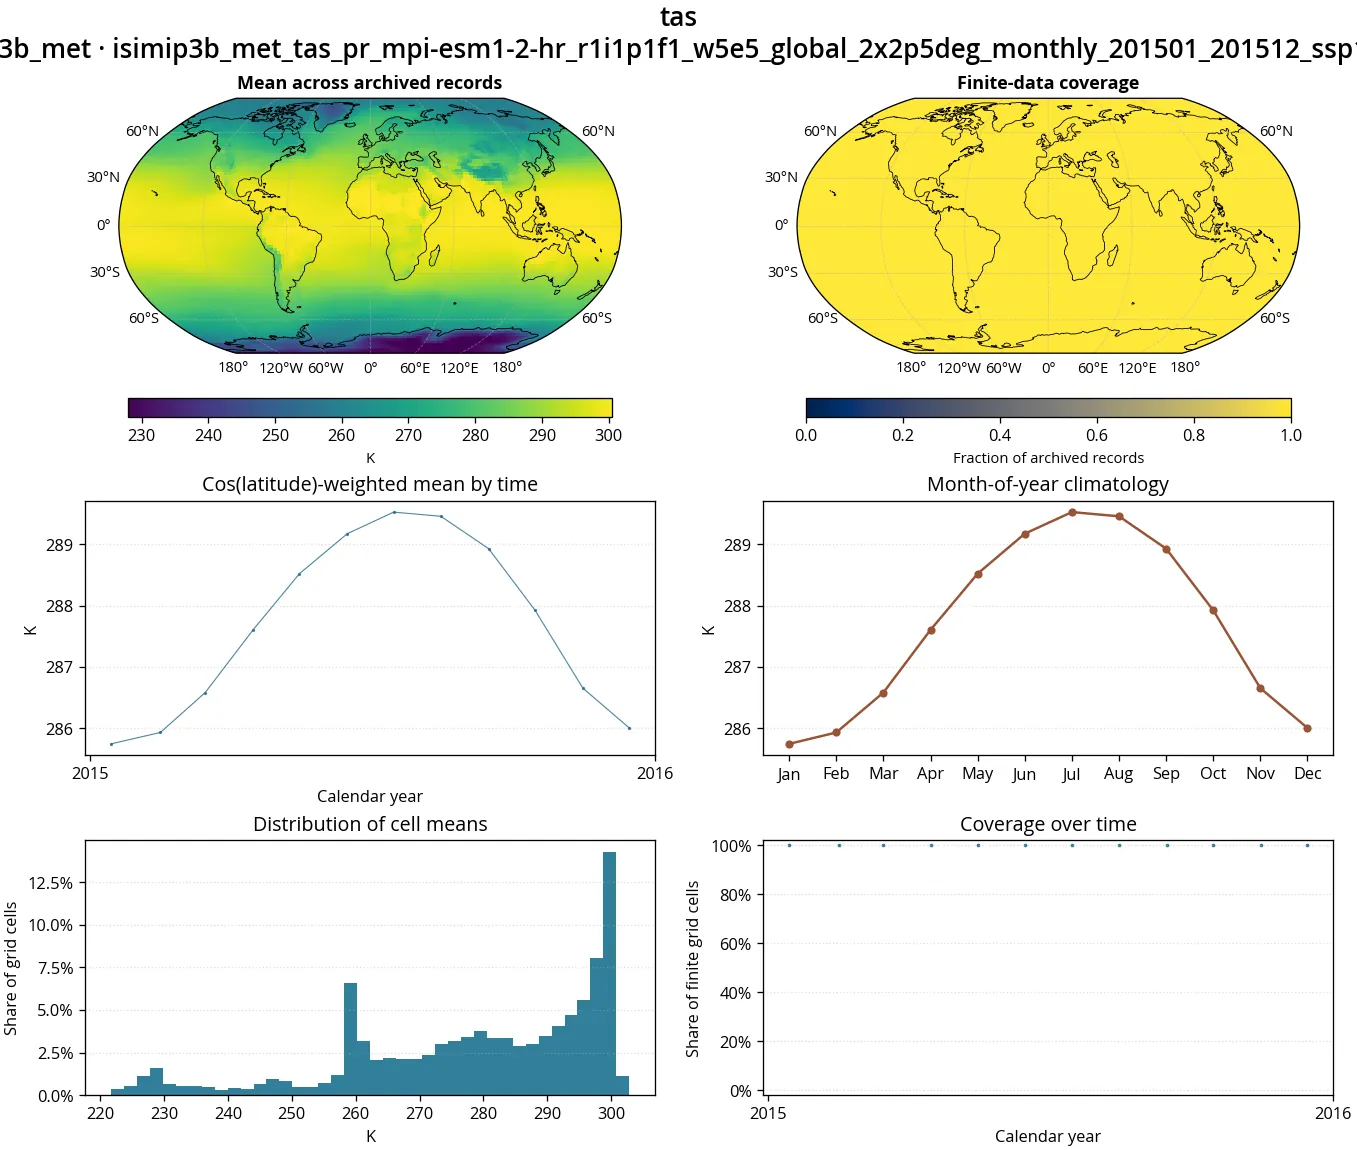 tas
3b_met · isimip3b_met_tas_pr_mpi-esm1-2-hr_r1i1p1f1_w5e5_global_2x2p5deg_monthly_201501_201512_ssp
Mean across archived records
Finite-data coverage
60°N 60°N
30°N
0°
30°S
60°S 60°S
180° 120°W 60°W 0° 60°E 120°E 180°
60°N 60°N
30°N
0°
30°S
60°S 60°S
180° 120°W 60°W 0° 60°E 120°E 180°
230 240 250 260 270 280 290 300
K
0.0 0.2 0.4 0.6 0.8 1.0
Fraction of archived records
Cos(latitude)-weighted mean by time
289
288
287
286
K
2015 2016
Calendar year
Month-of-year climatology
289
288
287
286
K
Jan Feb Mar Apr May Jun Jul Aug Sep Oct Nov Dec
Distribution of cell means
12.5%
10.0%
7.5%
5.0%
2.5%
0.0%
Share of grid cells
220 230 240 250 260 270 280 290 300
K
Coverage over time
100%
80%
60%
40%
20%
0%
Share of finite grid cells
2015 2016
Calendar year